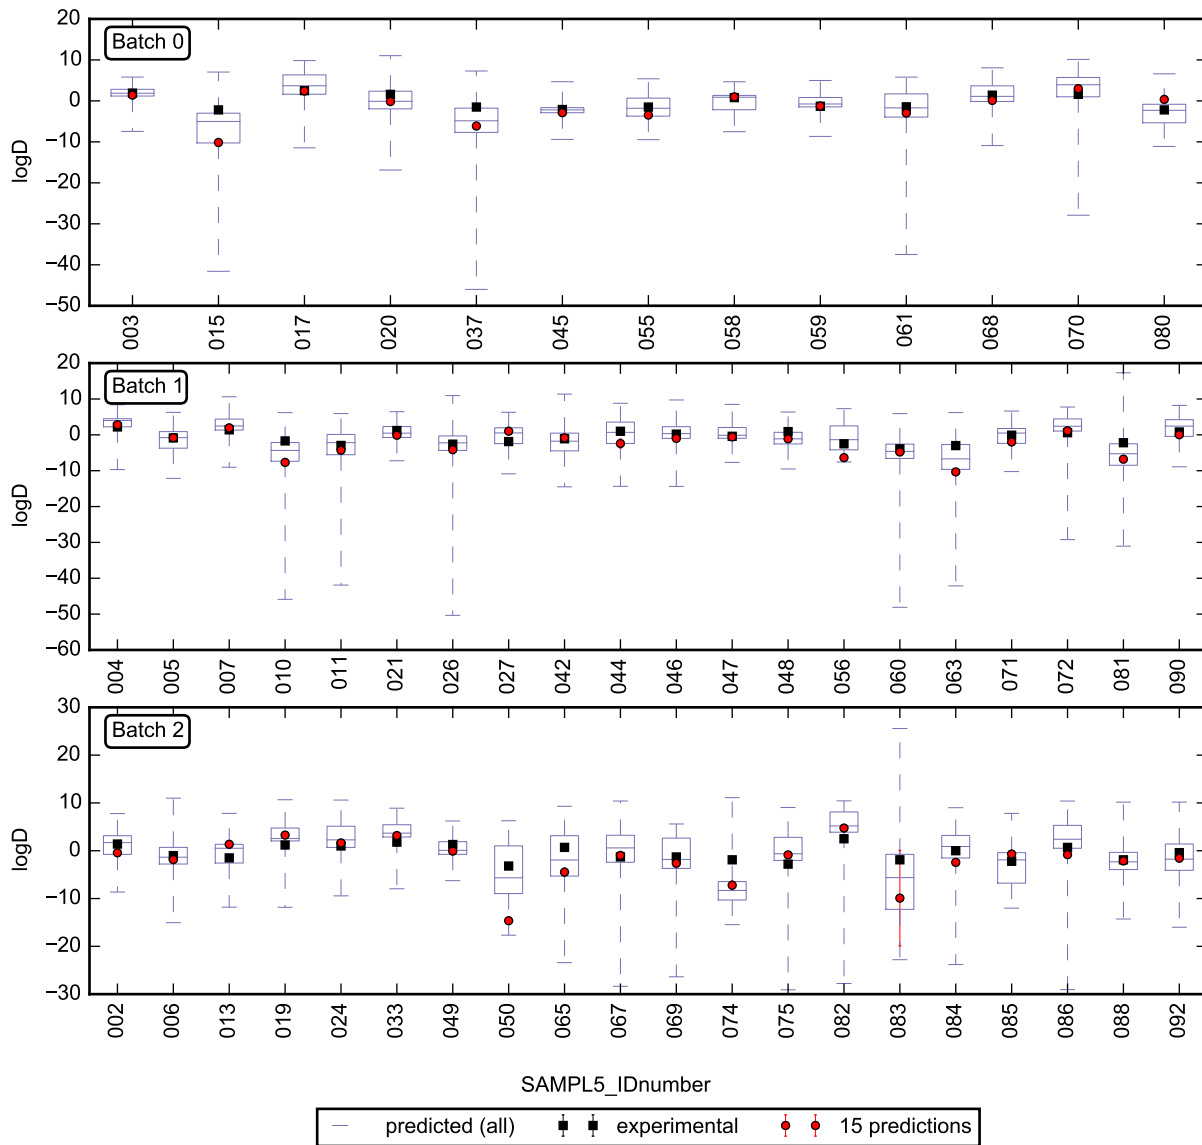 20
Batch 0
10
0
−10
−20
−30
−40
−50
logD
003 015 017 020 037 045 055 058 059 061 068 070 080
20
Batch 1
10
0
−10
−20
−30
−40
−50
−60
logD
004 005 007 010 011 021 026 027 042 044 046 047 048 056 060 063 071 072 081 090
30
Batch 2
20
10
0
−10
−20
−30
logD
002 006 013 019 024 033 049 050 065 067 069 074 075 082 083 084 085 086 088 092
SAMPL5_IDnumber
predicted (all) experimental 15 predictions